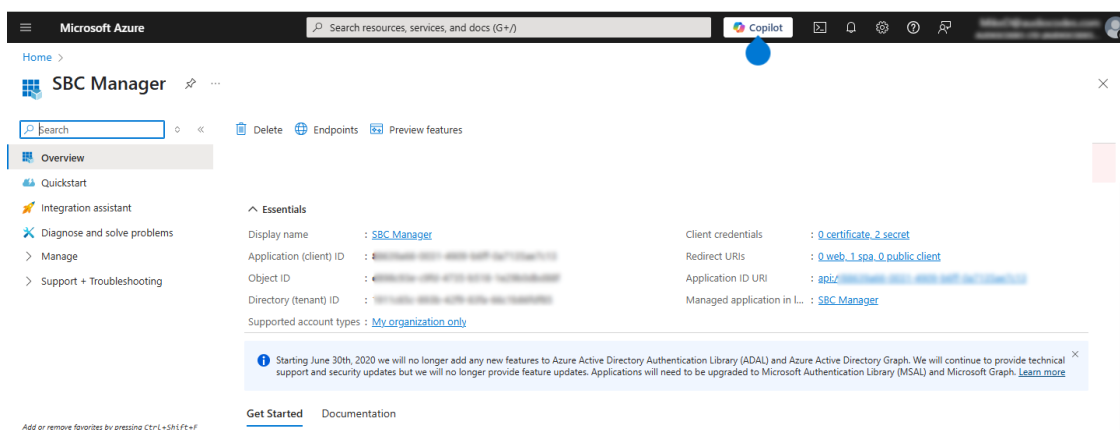 Microsoft Azure
Search resources, services, and docs (G+/)
Copilot
Home >
SBC Manager
Search
Delete
Endpoints
Preview features
Overview
Quickstart
Integration assistant
Diagnose and solve problems
Manage
Support + Troubleshooting
Essentials
Display name : SBC Manager
Client credentials : 0 certificate, 2 secret
Application (client) ID :
Redirect URIs : 0 web, 1 spa, 0 public client
Object ID :
Application ID URI : api:/
Directory (tenant) ID :
Managed application in l... : SBC Manager
Supported account types : My organization only
Starting June 30th, 2020 we will no longer add any new features to Azure Active Directory Authentication Library (ADAL) and Azure Active Directory Graph. We will continue to provide technical
support and security updates but we will no longer provide feature updates. Applications will need to be upgraded to Microsoft Authentication Library (MSAL) and Microsoft Graph. Learn more
Get Started
Documentation
Add or remove favorites by pressing Ctrl+Shift+F